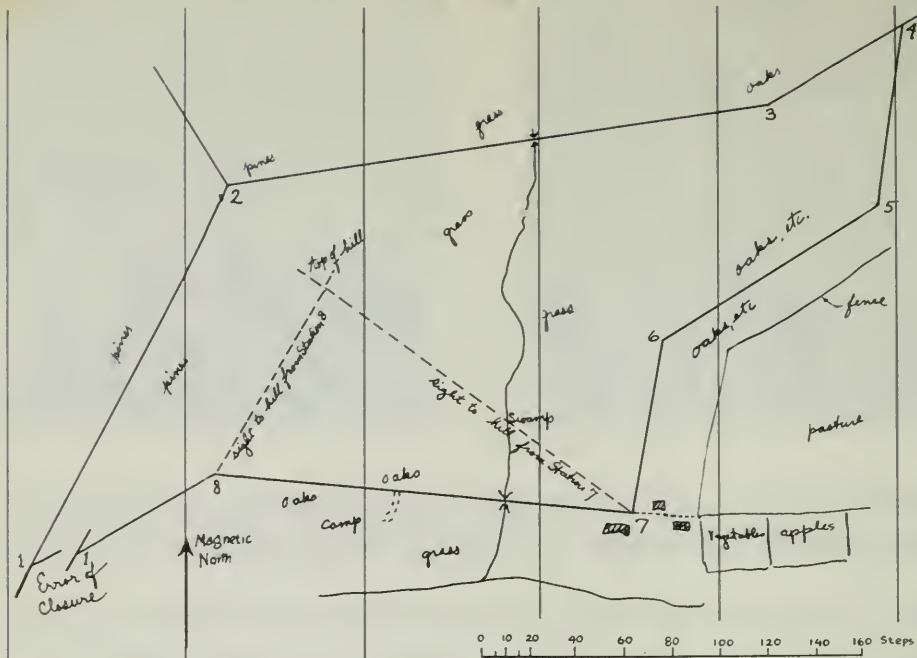 4
oaks
3
grass
pines
2
grass
5
top of hill
oaks, etc.
fence
grass
6
oaks, etc
pines
pines
sight to hill from Station 8
sight to hill from Station 7
Swamp
pasture
8
oaks
oaks
Camp
7
Vegetables
apples
Magnetic
North
grass
1
1
Error of
Closure
0 10 20 40 60 80 100 120 140 160 Steps